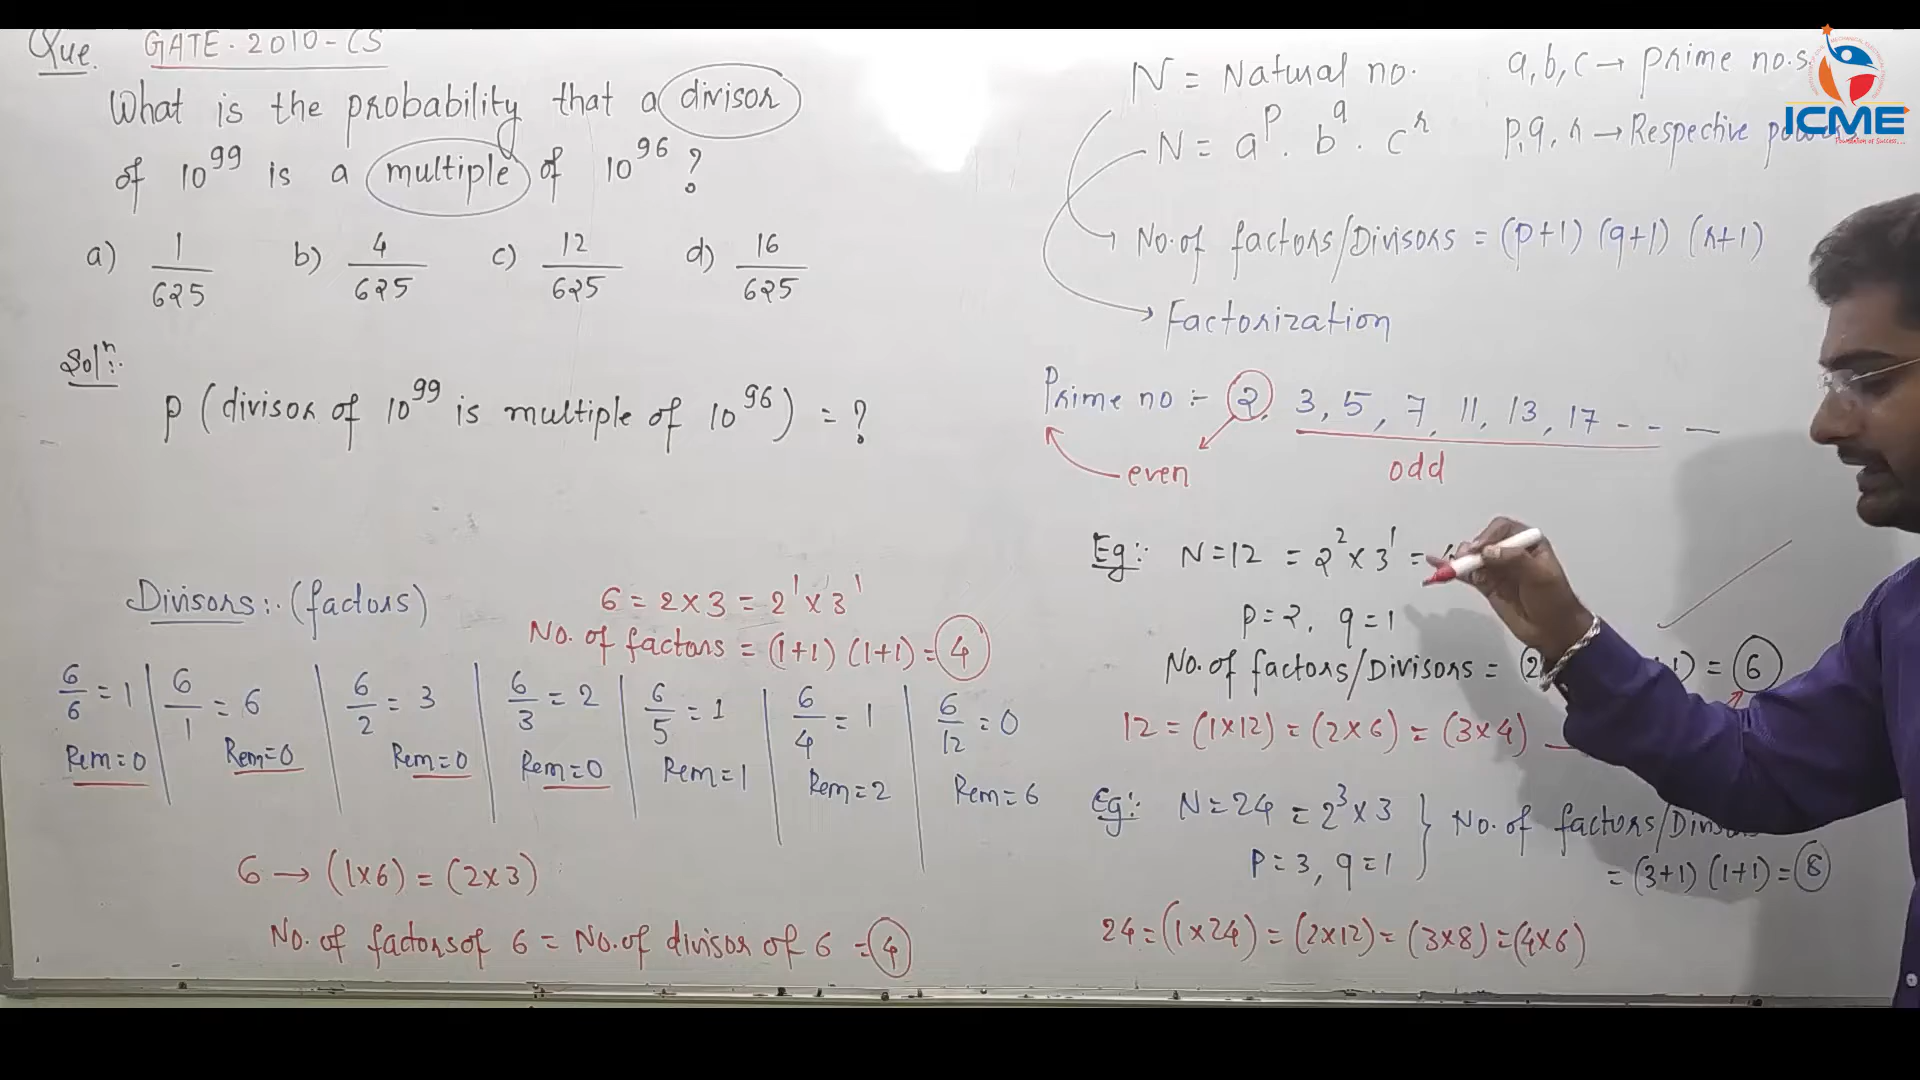 Que. GATE-2010-CS
What is the probability that a divisor
of 10^99 is a multiple of 10^96 ?
a) 1/625 b) 4/625 c) 12/625 d) 16/625
Solⁿ:
P (divisor of 10^99 is multiple of 10^96) = ?
Divisors: (factors)
6 = 2 x 3 = 2^1 x 3^1
No. of factors = (1+1) (1+1) = 4
6/6 = 1 6/1 = 6 6/2 = 3 6/3 = 2 6/5 = 1 6/4 = 1 6/12 = 0
Rem=0 Rem=0 Rem=0 Rem=0 Rem=1 Rem=2 Rem=6
6 → (1x6) = (2x3)
No. of factors of 6 = No. of divisor of 6 = 4
N = Natural no. a,b,c → prime no.s
N = a^p . b^q . c^r p,q,r → Respective
No. of factors/Divisors = (p+1) (q+1) (r+1)
Factorization
Prime no :- 2, 3, 5, 7, 11, 13, 17 - - -
even odd
Eg:- N=12 = 2^2 x 3^1 =
p=2, q=1
No. of factors/Divisors = (2 1) = 6
12 = (1x12) = (2x6) = (3x4)
Eg:- N=24 = 2^3 x 3 } No. of factors/
p=3, q=1 = (3+1) (1+1) = 8
24 = (1x24) = (2x12) = (3x8) = (4x6)
ICME
Foundation of Success...